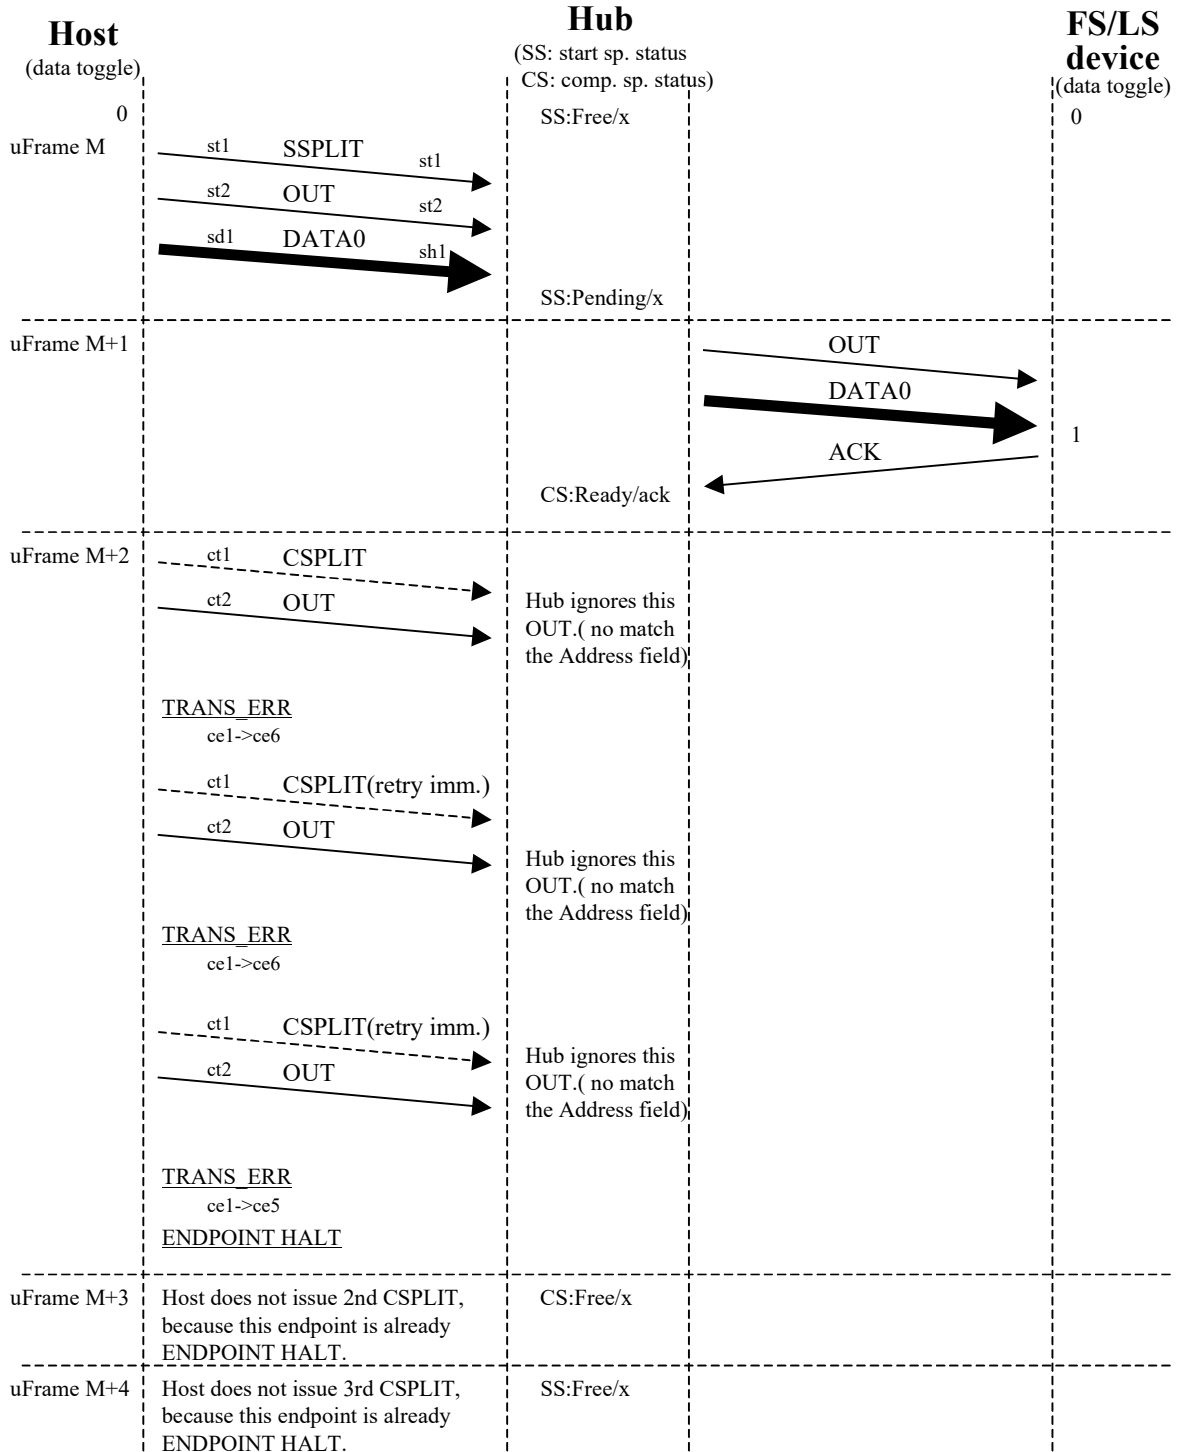 Host
(data toggle)
Hub
(SS: start sp. status
CS: comp. sp. status)
FS/LS
device
(data toggle)
0
SS:Free/x
0
uFrame M
st1
SSPLIT
st1
st2
OUT
st2
sd1
DATA0
sh1
SS:Pending/x
uFrame M+1
OUT
DATA0
1
ACK
CS:Ready/ack
uFrame M+2
ct1
CSPLIT
ct2
OUT
Hub ignores this
OUT.( no match
the Address field)
TRANS_ERR
ce1->ce6
ct1
CSPLIT(retry imm.)
ct2
OUT
Hub ignores this
OUT.( no match
the Address field)
TRANS_ERR
ce1->ce6
ct1
CSPLIT(retry imm.)
ct2
OUT
Hub ignores this
OUT.( no match
the Address field)
TRANS_ERR
ce1->ce5
ENDPOINT HALT
uFrame M+3
Host does not issue 2nd CSPLIT,
because this endpoint is already
ENDPOINT HALT.
CS:Free/x
uFrame M+4
Host does not issue 3rd CSPLIT,
because this endpoint is already
ENDPOINT HALT.
SS:Free/x